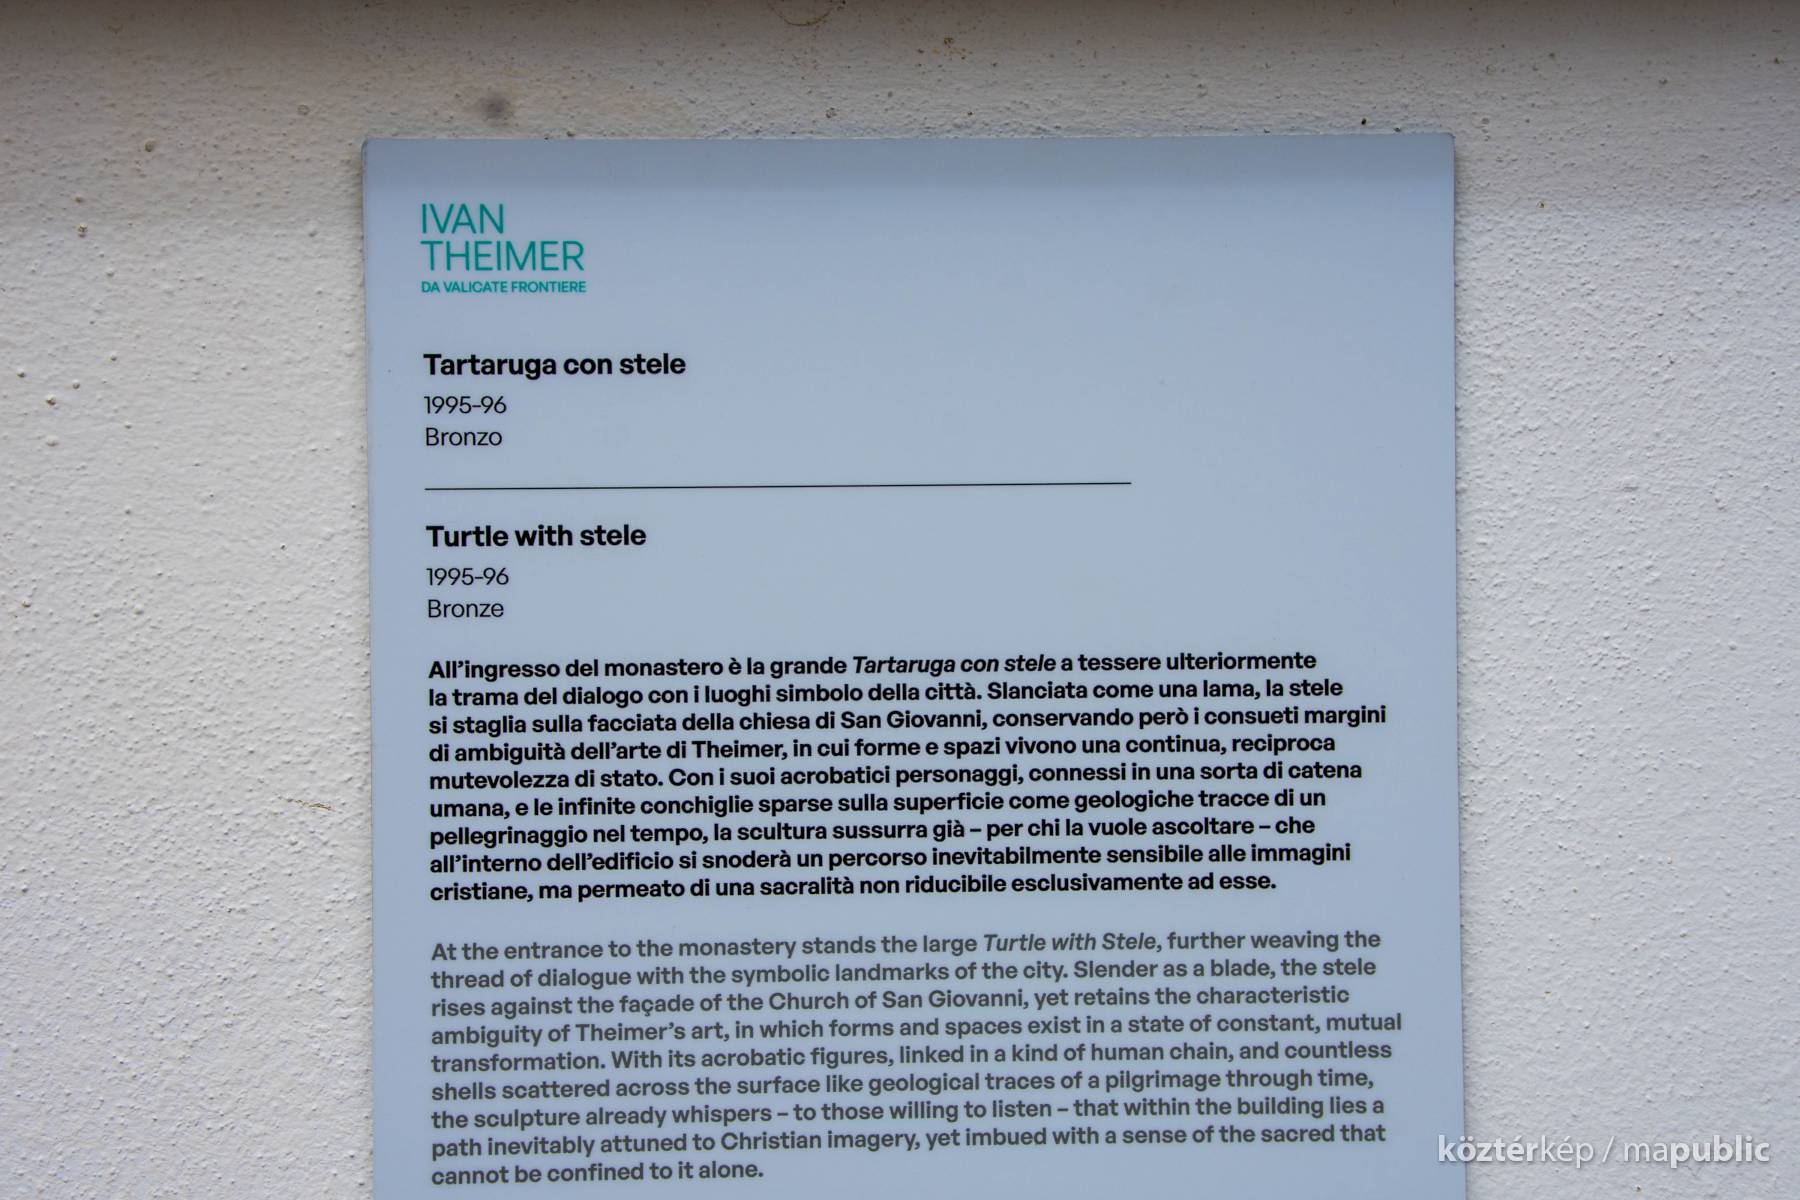 IVAN
THEIMER
DA VALICATE FRONTIERE
Tartaruga con stele
1995-96
Bronzo
Turtle with stele
1995-96
Bronze
All’ingresso del monastero è la grande Tartaruga con stele a tessere ulteriormente
la trama del dialogo con i luoghi simbolo della città. Slanciata come una lama, la stele
si staglia sulla facciata della chiesa di San Giovanni, conservando però i consueti margini
di ambiguità dell’arte di Theimer, in cui forme e spazi vivono una continua, reciproca
mutevolezza di stato. Con i suoi acrobatici personaggi, connessi in una sorta di catena
umana, e le infinite conchiglie sparse sulla superficie come geologiche tracce di un
pellegrinaggio nel tempo, la scultura sussurra già – per chi la vuole ascoltare – che
all’interno dell’edificio si snoderà un percorso inevitabilmente sensibile alle immagini
cristiane, ma permeato di una sacralità non riducibile esclusivamente ad esse.
At the entrance to the monastery stands the large Turtle with Stele, further weaving the
thread of dialogue with the symbolic landmarks of the city. Slender as a blade, the stele
rises against the façade of the Church of San Giovanni, yet retains the characteristic
ambiguity of Theimer’s art, in which forms and spaces exist in a state of constant, mutual
transformation. With its acrobatic figures, linked in a kind of human chain, and countless
shells scattered across the surface like geological traces of a pilgrimage through time,
the sculpture already whispers – to those willing to listen – that within the building lies a
path inevitably attuned to Christian imagery, yet imbued with a sense of the sacred that
cannot be confined to it alone.
köztérkép / mapublic